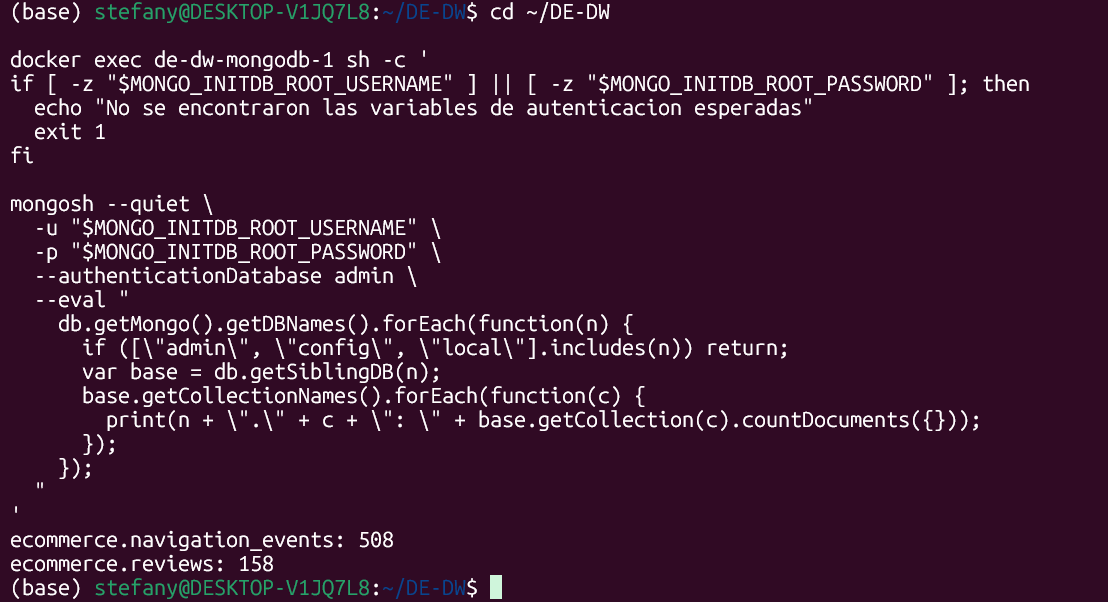 (base) stefany@DESKTOP-V1JQ7L8:~/DE-DW$ cd ~/DE-DW

docker exec de-dw-mongodb-1 sh -c '
if [ -z "$MONGO_INITDB_ROOT_USERNAME" ] || [ -z "$MONGO_INITDB_ROOT_PASSWORD" ]; then
  echo "No se encontraron las variables de autenticacion esperadas"
  exit 1
fi

mongosh --quiet \
  -u "$MONGO_INITDB_ROOT_USERNAME" \
  -p "$MONGO_INITDB_ROOT_PASSWORD" \
  --authenticationDatabase admin \
  --eval "
    db.getMongo().getDBNames().forEach(function(n) {
      if ([\"admin\", \"config\", \"local\"].includes(n)) return;
      var base = db.getSiblingDB(n);
      base.getCollectionNames().forEach(function(c) {
        print(n + \".\" + c + \": \" + base.getCollection(c).countDocuments({}));
      });
    });
  "
'
ecommerce.navigation_events: 508
ecommerce.reviews: 158
(base) stefany@DESKTOP-V1JQ7L8:~/DE-DW$